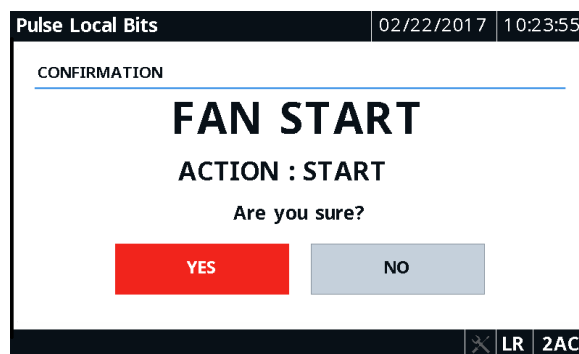 Pulse Local Bits 02/22/2017 10:23:55
CONFIRMATION
FAN START
ACTION : START
Are you sure?
YES NO
LR 2AC